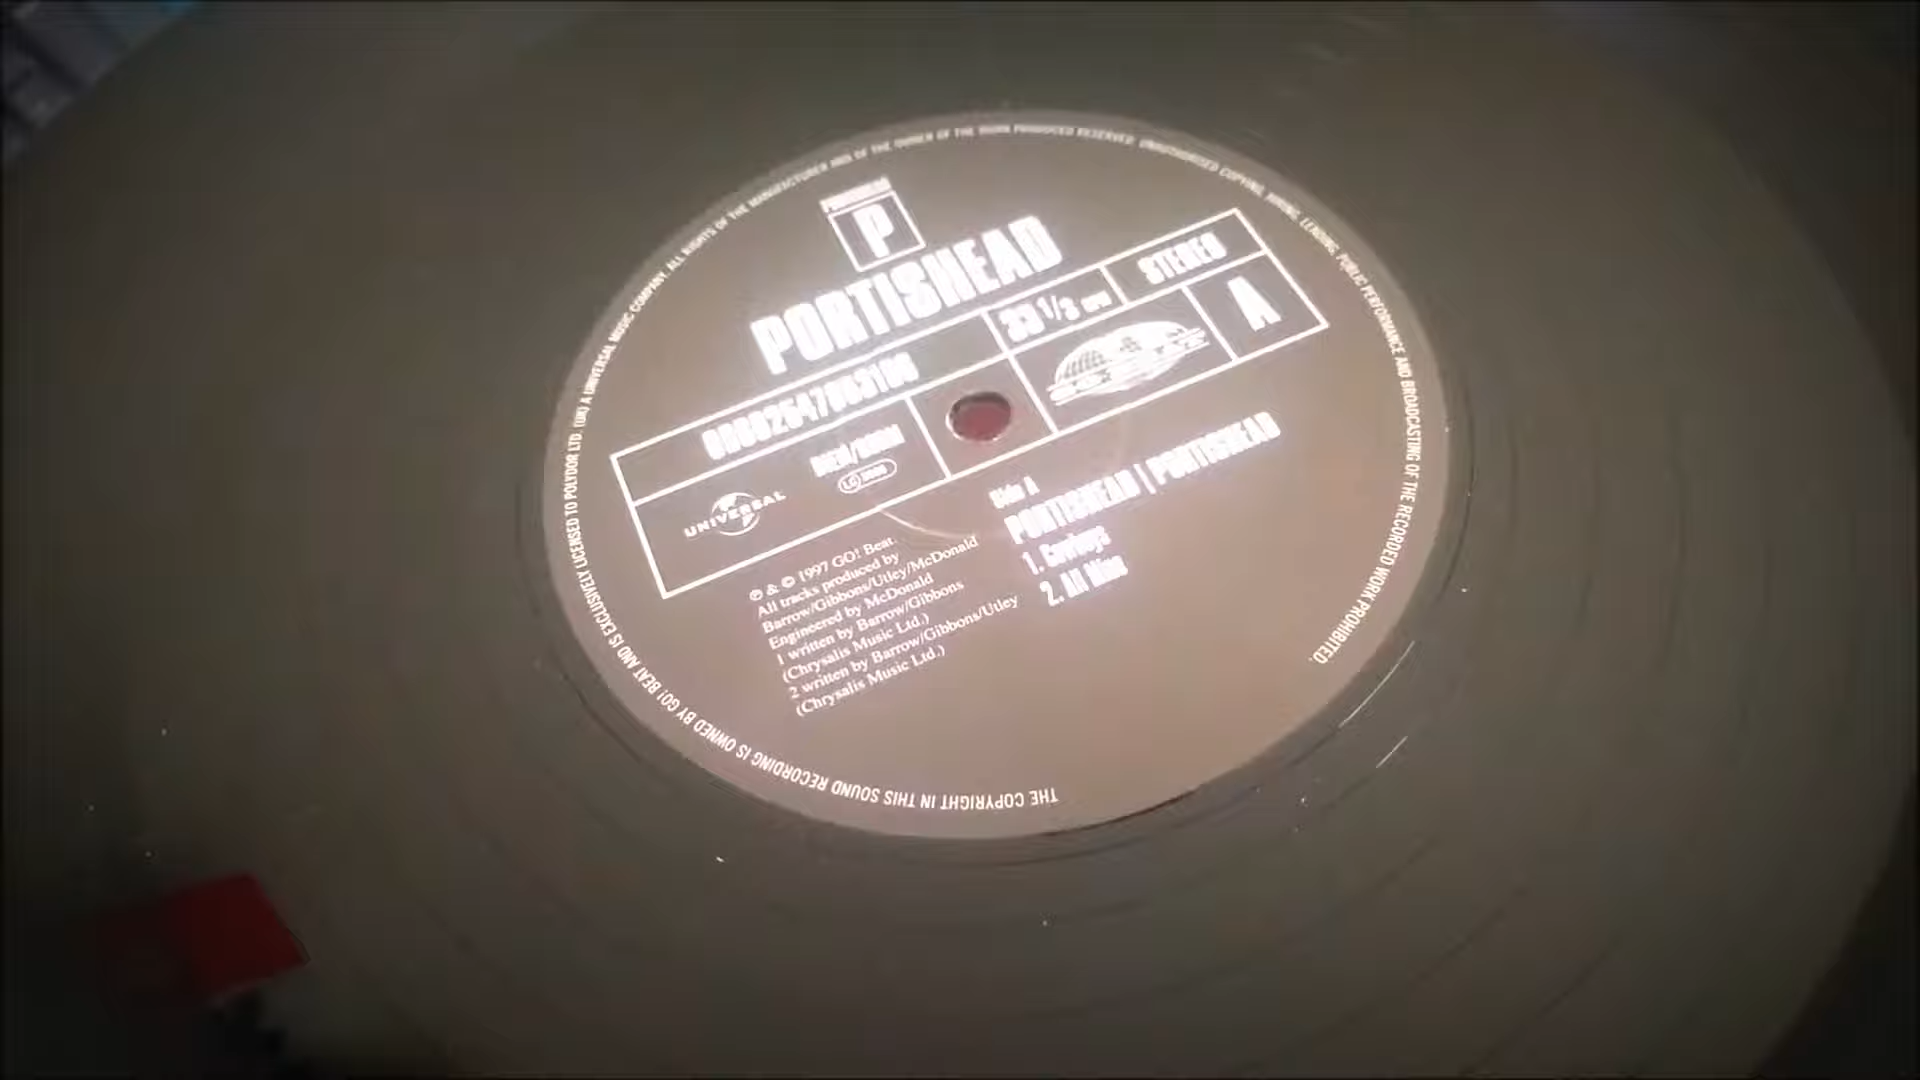 PORTISHEAD
P
PORTISHEAD
33 1/3 RPM
STEREO
A
UNIVERSAL
Side A
PORTISHEAD | PORTISHEAD
1. Cowboys
2. All Mine
℗ & © 1997 GO! Beat.
All tracks produced by
Barrow/Gibbons/Utley/McDonald
Engineered by McDonald
1 written by Barrow/Gibbons
(Chrysalis Music Ltd.)
2 written by Barrow/Gibbons/Utley
(Chrysalis Music Ltd.)
THE COPYRIGHT IN THIS SOUND RECORDING IS OWNED BY GO! BEAT AND IS EXCLUSIVELY LICENSED TO POLYDOR LTD. (UK) A UNIVERSAL MUSIC COMPANY. ALL RIGHTS OF THE MANUFACTURER AND OF THE OWNER OF THE WORK PRODUCED RESERVED. UNAUTHORISED COPYING, HIRING, LENDING, PUBLIC PERFORMANCE AND BROADCASTING OF THE RECORDED WORK PROHIBITED.